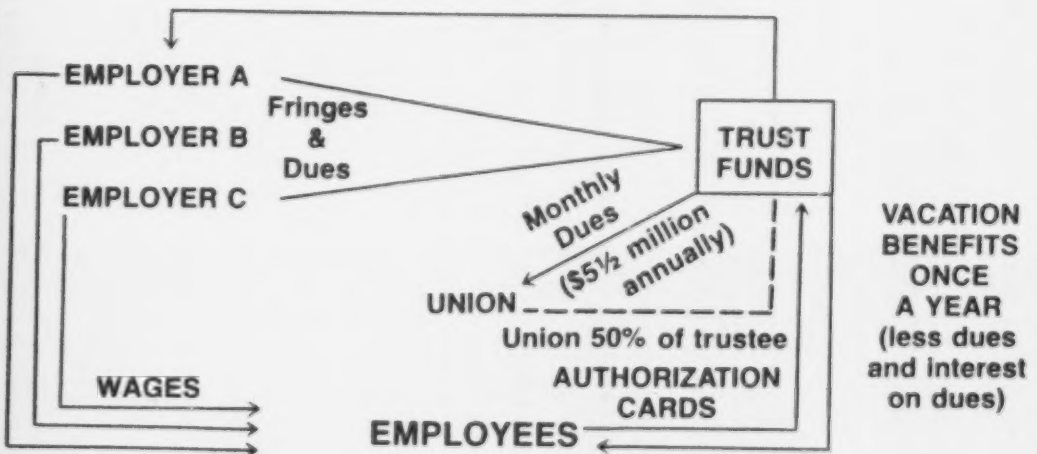 EMPLOYER A
EMPLOYER B
EMPLOYER C
Fringes
&
Dues
TRUST
FUNDS
Monthly
Dues
($5½ million
annually)
UNION
Union 50% of trustee
VACATION
BENEFITS
ONCE
A YEAR
(less dues
and interest
on dues)
WAGES
AUTHORIZATION
CARDS
EMPLOYEES